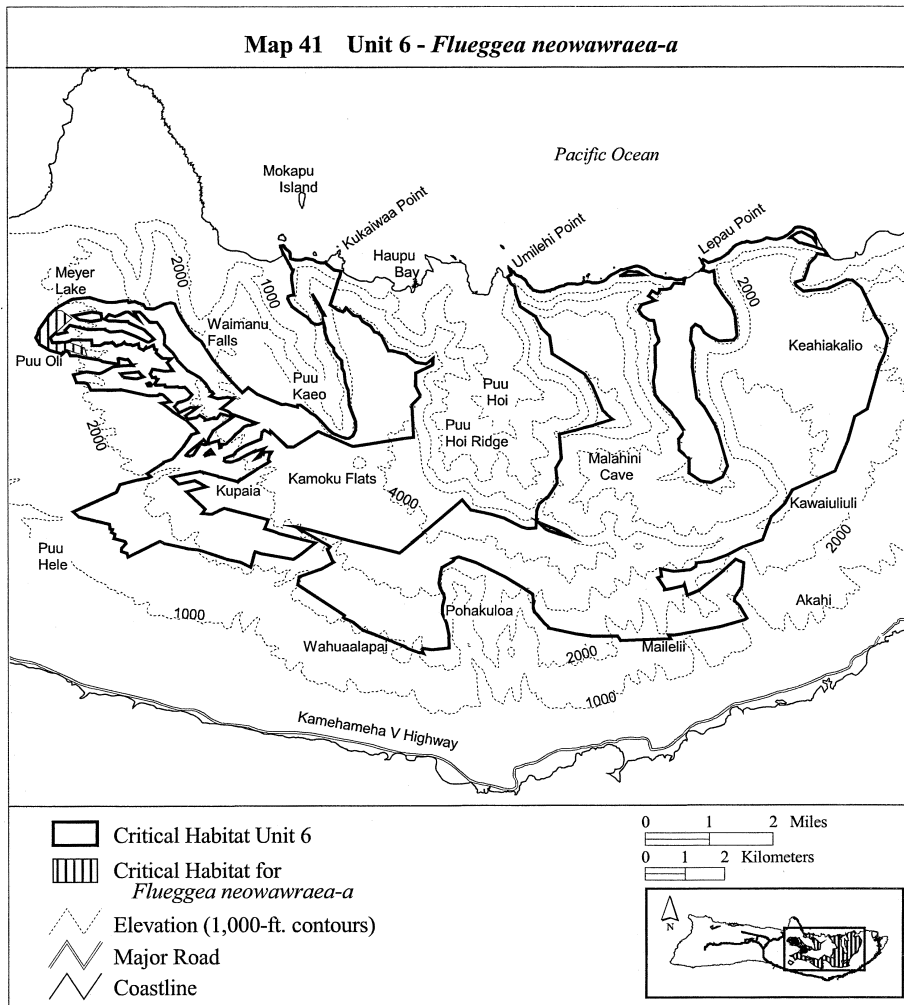 Map 41 Unit 6 - Flueggea neowawraea-a
Pacific Ocean
Mokapu
Island
Kukaiwaa Point
Haupu
Bay
Umilehi Point
Lepau Point
Meyer
Lake
2000
1000
2000
Waimanu
Falls
Keahiakalio
Puu Oli
Puu
Kaeo
Puu
Hoi
Puu
Hoi Ridge
2000
Malahini
Cave
Kamoku Flats
Kupaia
4000
Kawaiuliuli
2000
Puu
Hele
1000
Pohakuloa
Akahi
Wahuaalapai
2000
Mailelii
1000
Kamehameha V Highway
Critical Habitat Unit 6
Critical Habitat for
Flueggea neowawraea-a
Elevation (1,000-ft. contours)
Major Road
Coastline
0 1 2 Miles
0 1 2 Kilometers
N